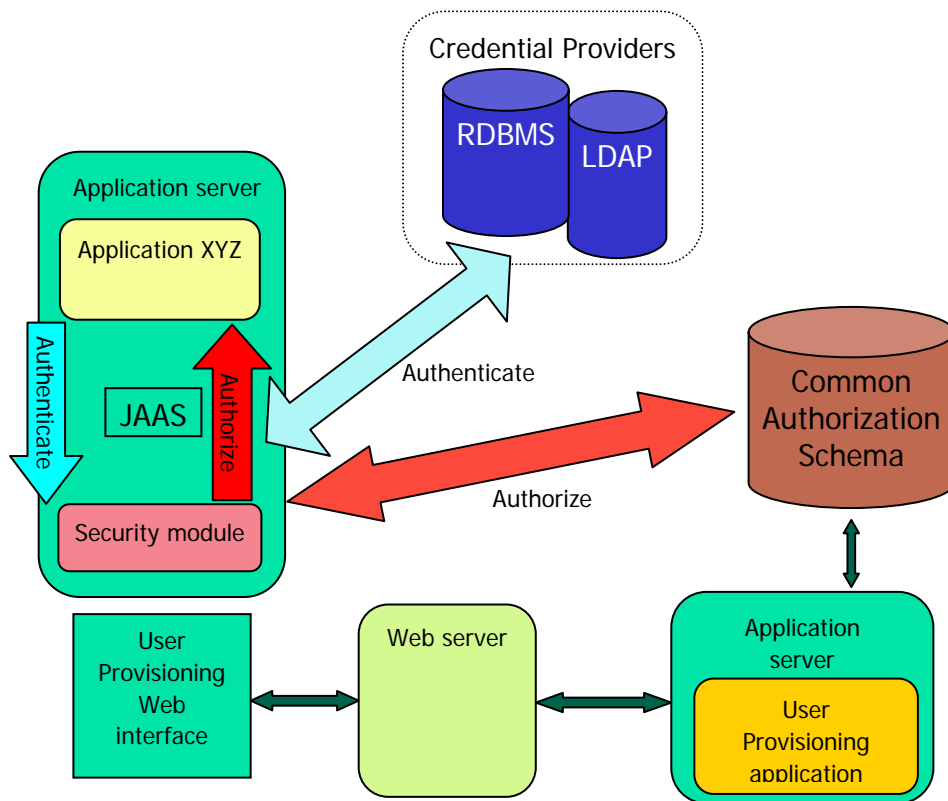 Credential Providers
RDBMS
LDAP
Application server
Application XYZ
Authenticate
JAAS
Authorize
Security module
Authenticate
Authorize
Common
Authorization
Schema
User
Provisioning
Web
interface
Web server
Application
server
User
Provisioning
application